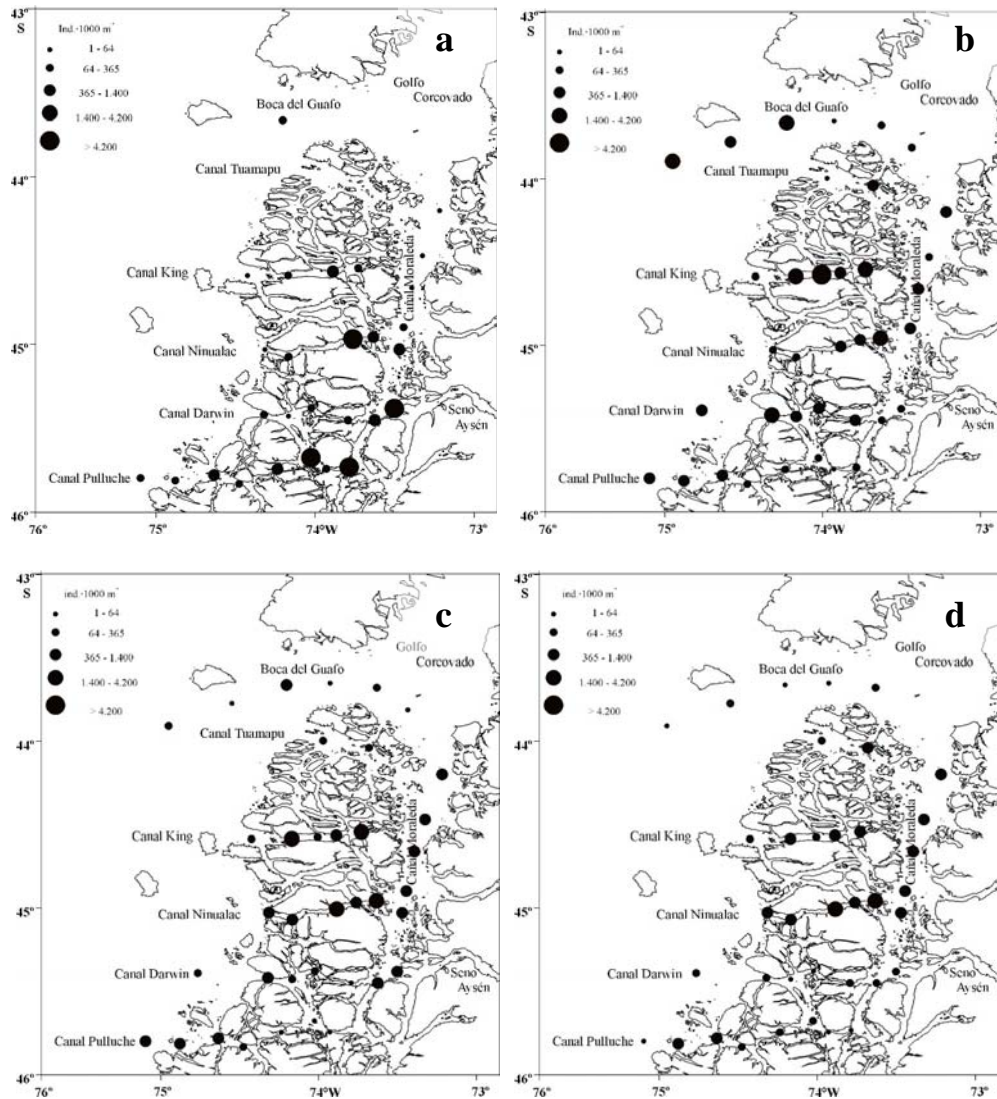 43°
S
Ind.·1000 m
1 - 64
64 - 365
365 - 1.400
1.400 - 4.200
> 4.200
a
Golfo
Corcovado
Boca del Guafo
44°
Canal Tuamapu
Canal Moraleda
Canal King
45°
Canal Ninualac
Canal Darwin
Seno
Aysén
Canal Pulluche
46°
76°
75°
74°W
73°
43°
S
Ind.·1000 m
1 - 64
64 - 365
365 - 1.400
1.400 - 4.200
> 4.200
b
Golfo
Corcovado
Boca del Guafo
44°
Canal Tuamapu
Canal Moraleda
Canal King
45°
Canal Ninualac
Canal Darwin
Seno
Aysén
Canal Pulluche
46°
76°
75°
74°W
73°
43°
S
ind.·1000 m
1 - 64
64 - 365
365 - 1.400
1.400 - 4.200
> 4.200
c
Golfo
Corcovado
Boca del Guafo
44°
Canal Tuamapu
Canal Moraleda
Canal King
45°
Canal Ninualac
Canal Darwin
Seno
Aysén
Canal Pulluche
46°
76°
75°
74°W
73°
43°
S
ind.·1000 m
1 - 64
64 - 365
365 - 1.400
1.400 - 4.200
> 4.200
d
Golfo
Corcovado
Boca del Guafo
44°
Canal Tuamapu
Canal Moraleda
Canal King
45°
Canal Ninualac
Canal Darwin
Seno
Aysén
Canal Pulluche
46°
76°
75°
74°W
73°